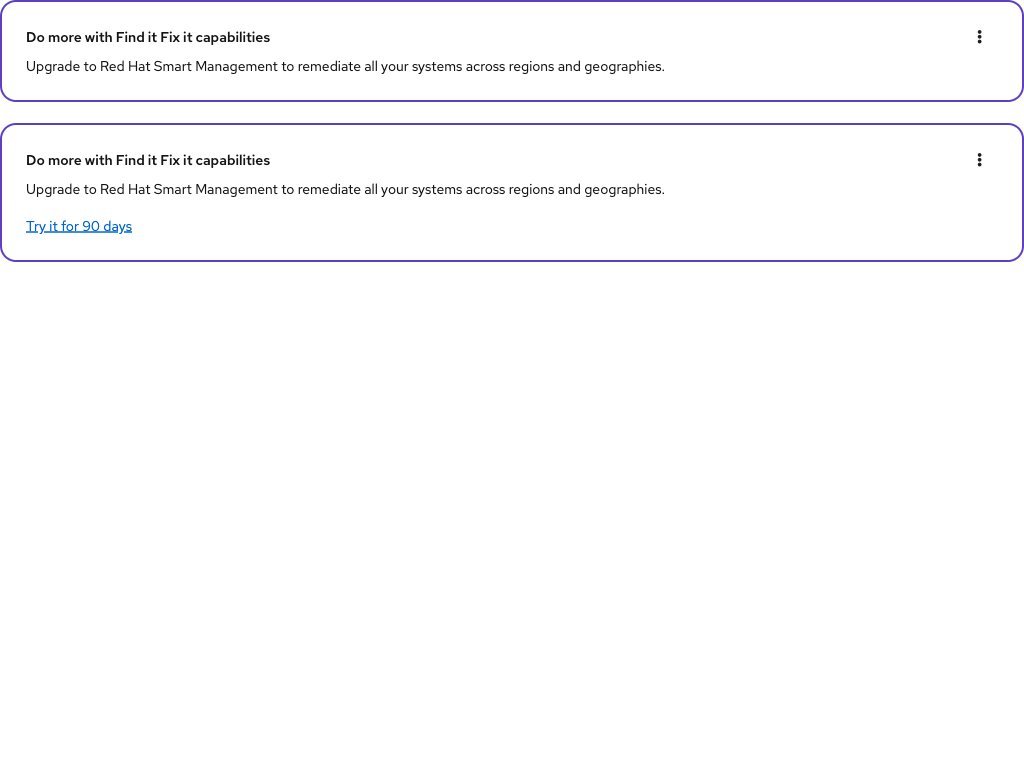 Do more with Find it Fix it capabilities
Upgrade to Red Hat Smart Management to remediate all your systems across regions and geographies.
Do more with Find it Fix it capabilities
Upgrade to Red Hat Smart Management to remediate all your systems across regions and geographies.
Try it for 90 days